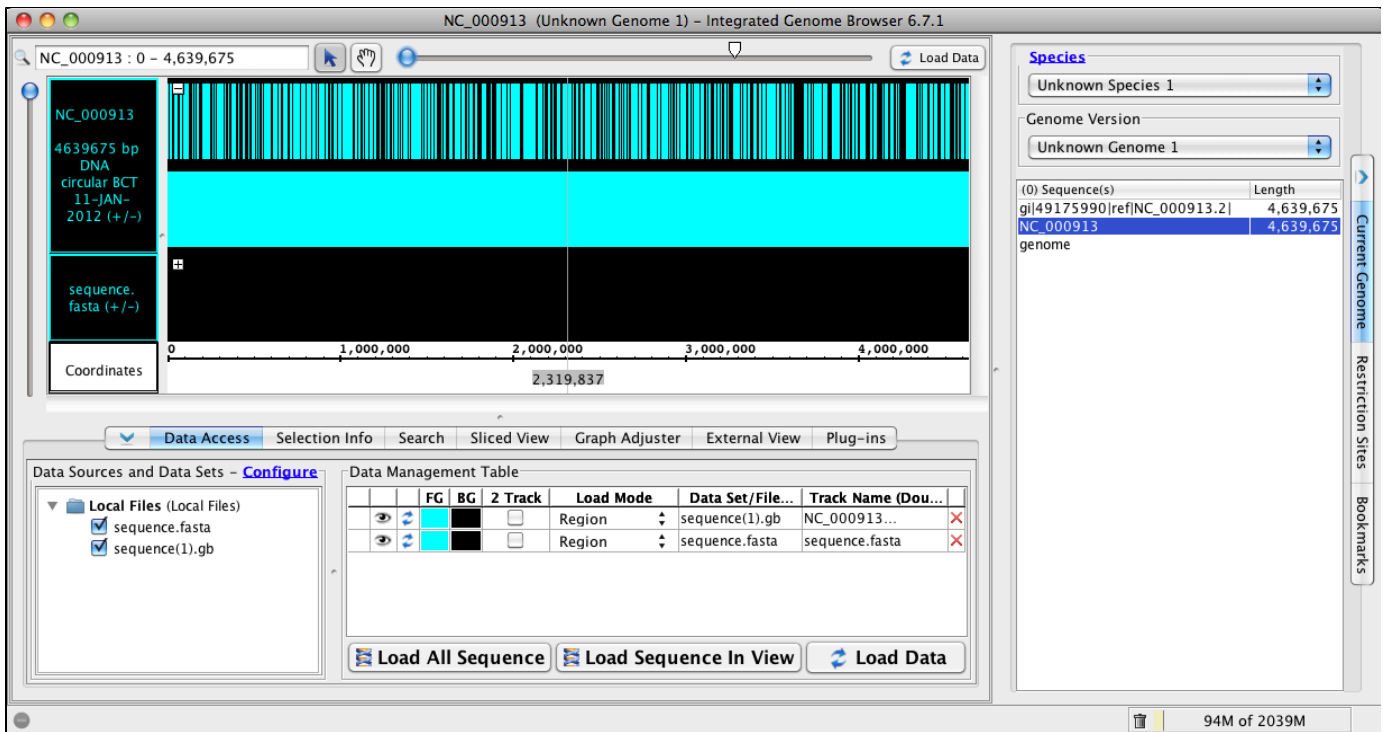 NC_000913 (Unknown Genome 1) – Integrated Genome Browser 6.7.1
NC_000913 : 0 – 4,639,675
Load Data
NC_000913
4639675 bp
DNA
circular BCT
11-JAN-
2012 (+/-)
sequence.
fasta (+/-)
Coordinates
0 1,000,000 2,000,000 3,000,000 4,000,000
2,319,837
Species
Unknown Species 1
Genome Version
Unknown Genome 1
(0) Sequence(s) Length
gi|49175990|ref|NC_000913.2| 4,639,675
NC_000913 4,639,675
genome
Current Genome
Restriction Sites
Bookmarks
Data Access Selection Info Search Sliced View Graph Adjuster External View Plug-ins
Data Sources and Data Sets – Configure
Local Files (Local Files)
sequence.fasta
sequence(1).gb
Data Management Table
FG BG 2 Track Load Mode Data Set/File... Track Name (Dou...
Region sequence(1).gb NC_000913...
Region sequence.fasta sequence.fasta
Load All Sequence Load Sequence In View Load Data
94M of 2039M